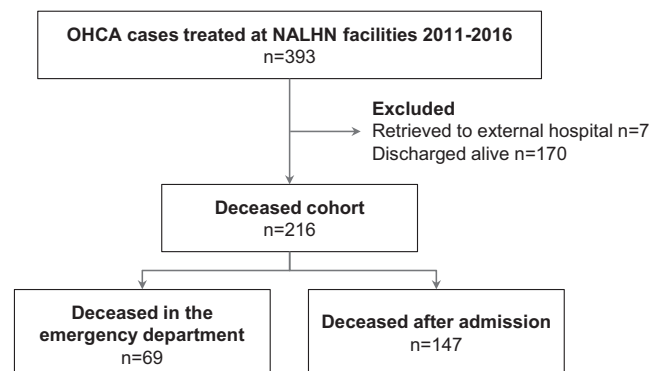 OHCA cases treated at NALHN facilities 2011-2016
n=393
Excluded
Retrieved to external hospital n=7
Discharged alive n=170
Deceased cohort
n=216
Deceased in the
emergency department
n=69
Deceased after admission
n=147